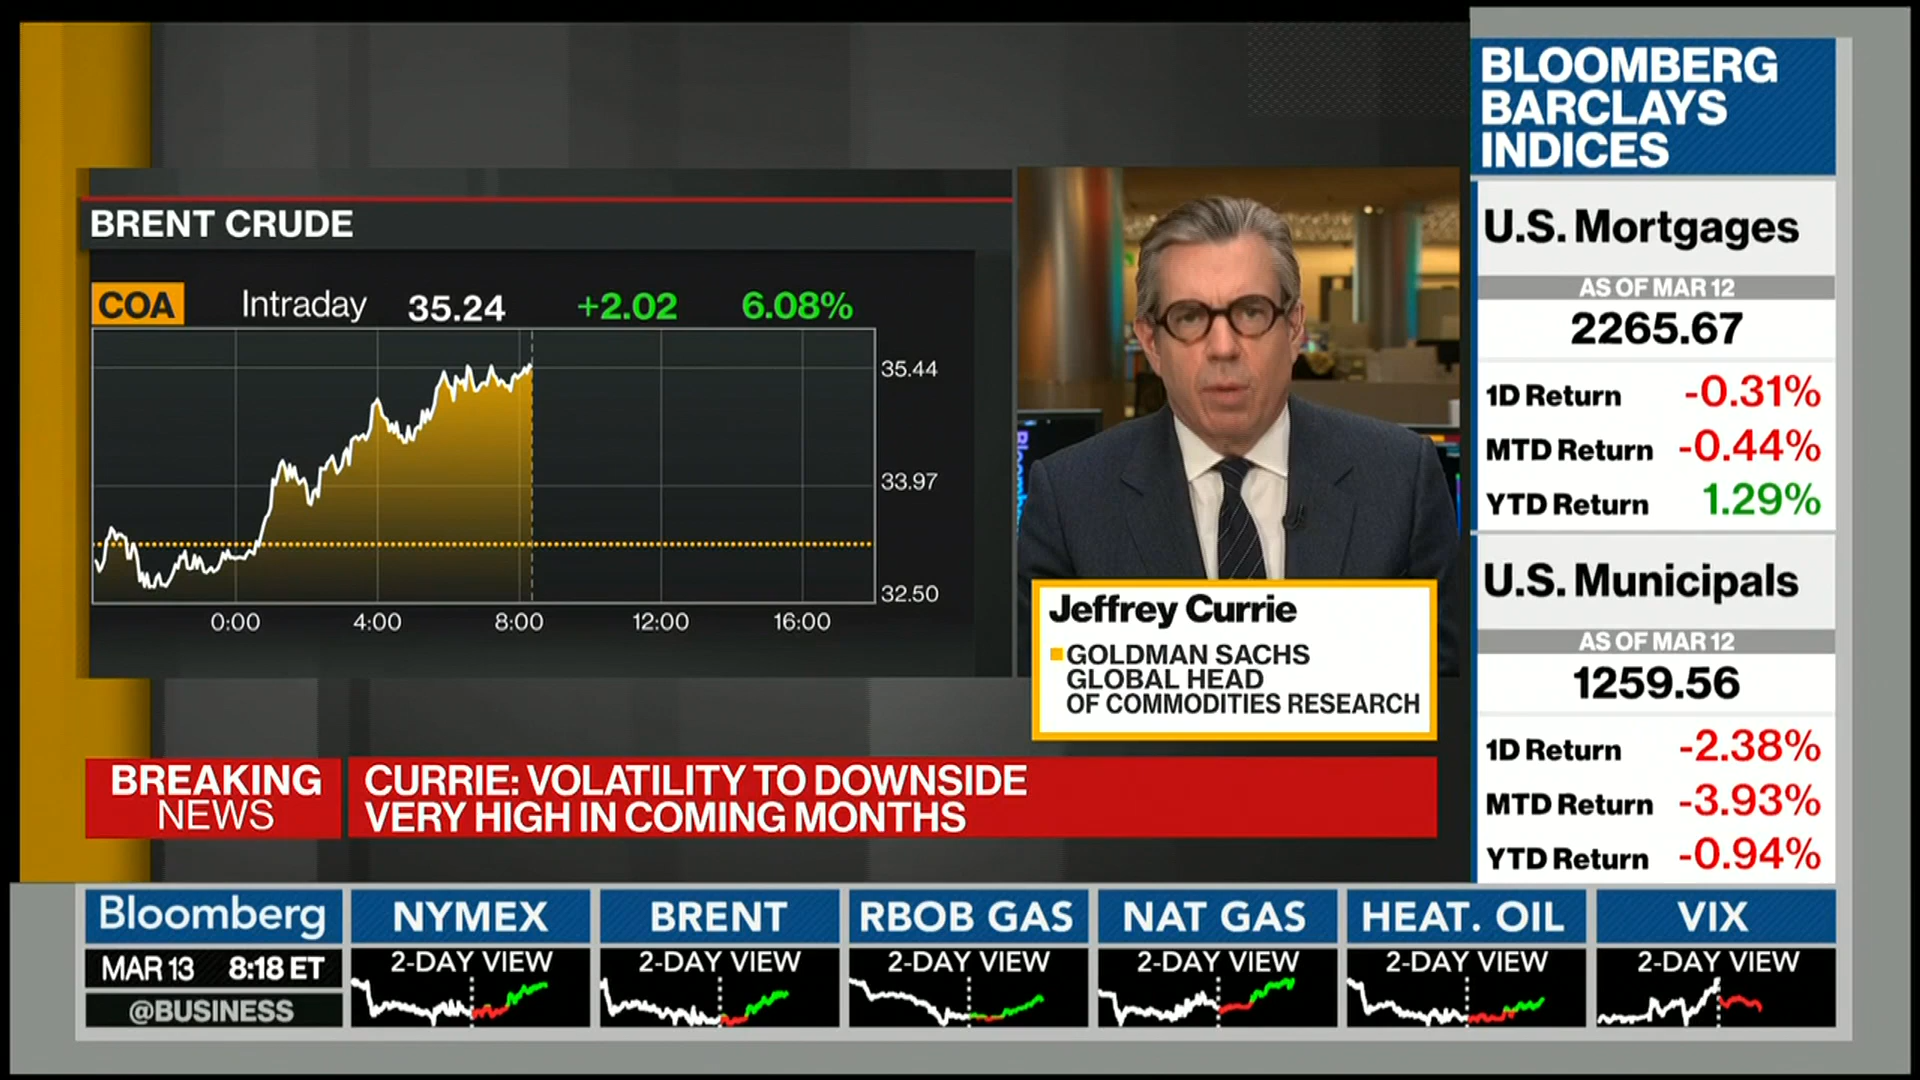 BRENT CRUDE
COA Intraday 35.24 +2.02 6.08%
35.44
33.97
32.50
0:00 4:00 8:00 12:00 16:00
Jeffrey Currie
GOLDMAN SACHS
GLOBAL HEAD
OF COMMODITIES RESEARCH
BREAKING
NEWS
CURRIE: VOLATILITY TO DOWNSIDE
VERY HIGH IN COMING MONTHS
BLOOMBERG
BARCLAYS
INDICES
U.S. Mortgages
AS OF MAR 12
2265.67
1D Return -0.31%
MTD Return -0.44%
YTD Return 1.29%
U.S. Municipals
AS OF MAR 12
1259.56
1D Return -2.38%
MTD Return -3.93%
YTD Return -0.94%
Bloomberg
MAR 13 8:18 ET
@BUSINESS
NYMEX
2-DAY VIEW
BRENT
2-DAY VIEW
RBOB GAS
2-DAY VIEW
NAT GAS
2-DAY VIEW
HEAT. OIL
2-DAY VIEW
VIX
2-DAY VIEW